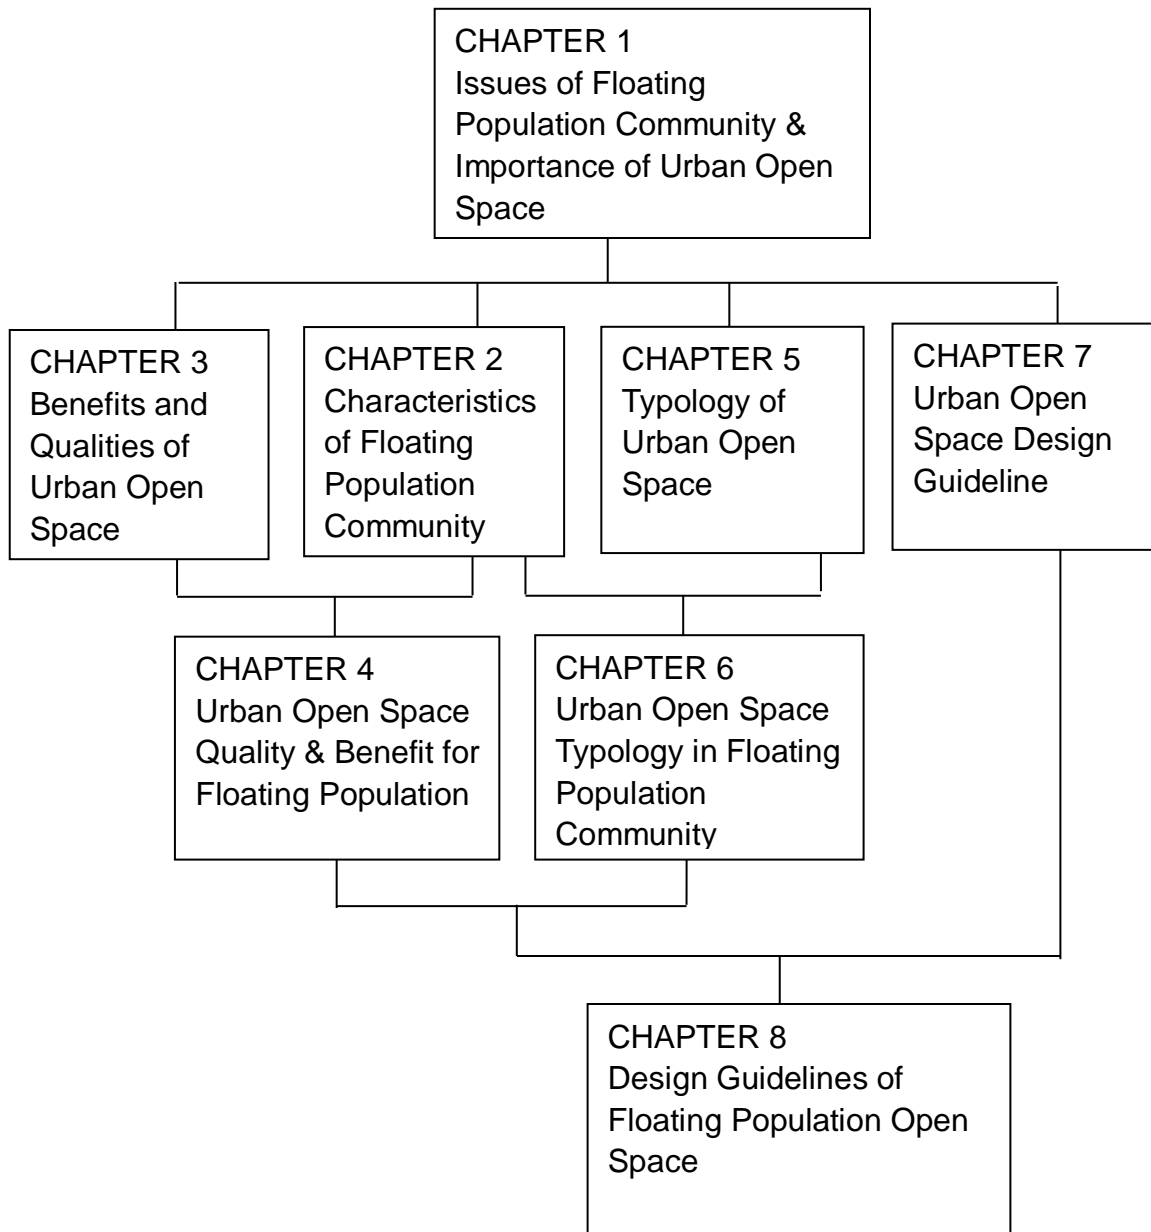 CHAPTER 1
Issues of Floating
Population Community &
Importance of Urban Open
Space
CHAPTER 3
Benefits and
Qualities of
Urban Open
Space
CHAPTER 2
Characteristics
of Floating
Population
Community
CHAPTER 5
Typology of
Urban Open
Space
CHAPTER 7
Urban Open
Space Design
Guideline
CHAPTER 4
Urban Open Space
Quality & Benefit for
Floating Population
CHAPTER 6
Urban Open Space
Typology in Floating
Population
Community
CHAPTER 8
Design Guidelines of
Floating Population Open
Space